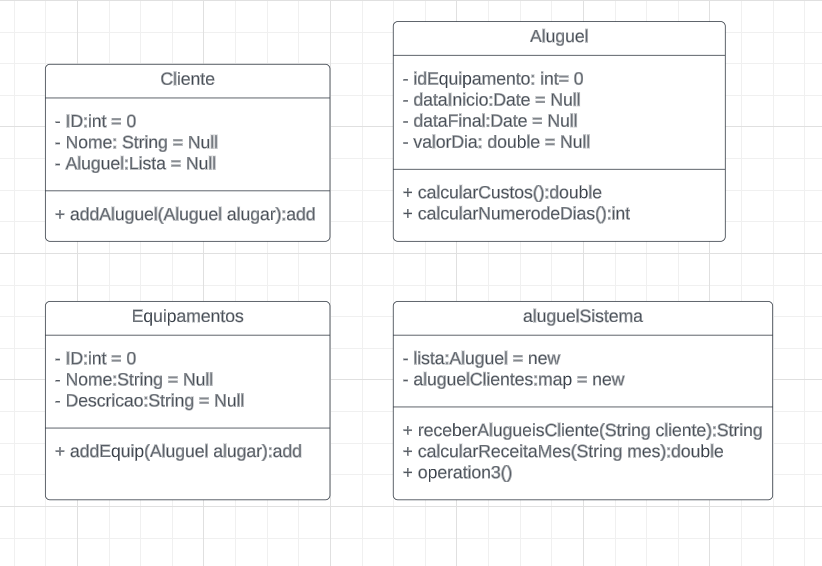 Cliente
- ID:int = 0
- Nome: String = Null
- Aluguel:Lista = Null
+ addAluguel(Aluguel alugar):add
Aluguel
- idEquipamento: int= 0
- dataInicio:Date = Null
- dataFinal:Date = Null
- valorDia: double = Null
+ calcularCustos():double
+ calcularNumerodeDias():int
Equipamentos
- ID:int = 0
- Nome:String = Null
- Descricao:String = Null
+ addEquip(Aluguel alugar):add
aluguelSistema
- lista:Aluguel = new
- aluguelClientes:map = new
+ receberAlugueisCliente(String cliente):String
+ calcularReceitaMes(String mes):double
+ operation3()